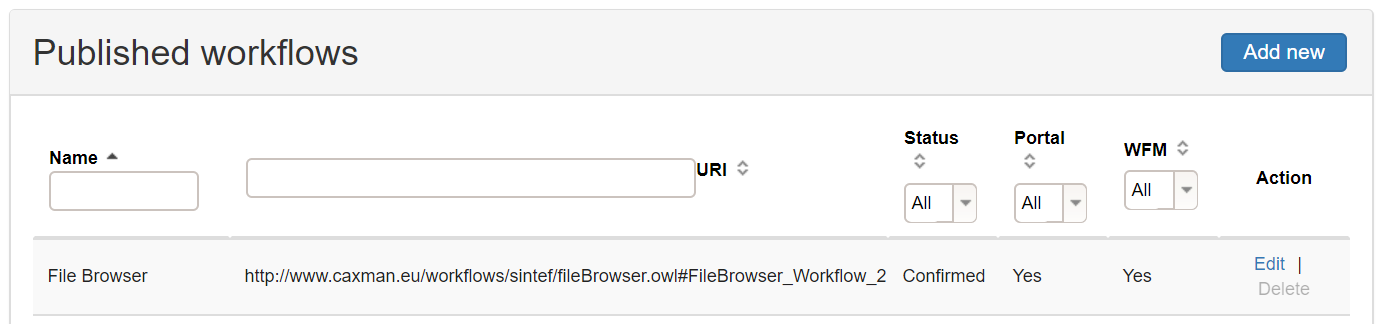 Published workflows
Add new
Name
URI
Status
All
Portal
All
WFM
All
Action
File Browser
http://www.caxman.eu/workflows/sintef/fileBrowser.owl#FileBrowser_Workflow_2
Confirmed
Yes
Yes
Edit |
Delete